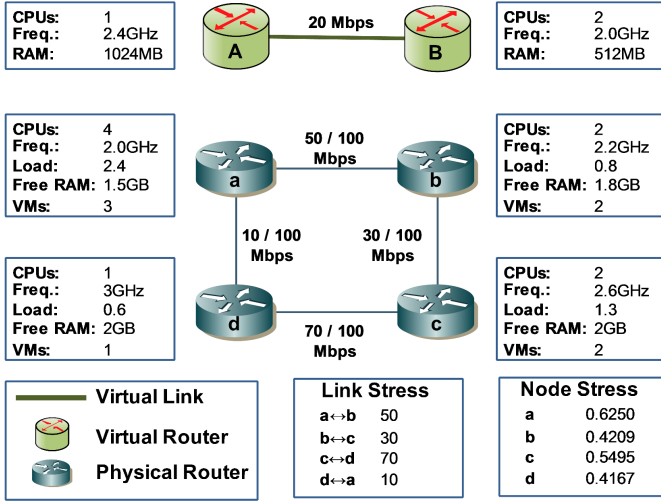 CPUs: 1
Freq.: 2.4GHz
RAM: 1024MB
A
20 Mbps
B
CPUs: 2
Freq.: 2.0GHz
RAM: 512MB
CPUs: 4
Freq.: 2.0GHz
Load: 2.4
Free RAM: 1.5GB
VMs: 3
a
50 / 100
Mbps
b
CPUs: 2
Freq.: 2.2GHz
Load: 0.8
Free RAM: 1.8GB
VMs: 2
10 / 100
Mbps
30 / 100
Mbps
CPUs: 1
Freq.: 3GHz
Load: 0.6
Free RAM: 2GB
VMs: 1
d
70 / 100
Mbps
c
CPUs: 2
Freq.: 2.6GHz
Load: 1.3
Free RAM: 2GB
VMs: 2
Virtual Link
Virtual Router
Physical Router
Link Stress
a↔b 50
b↔c 30
c↔d 70
d↔a 10
Node Stress
a 0.6250
b 0.4209
c 0.5495
d 0.4167